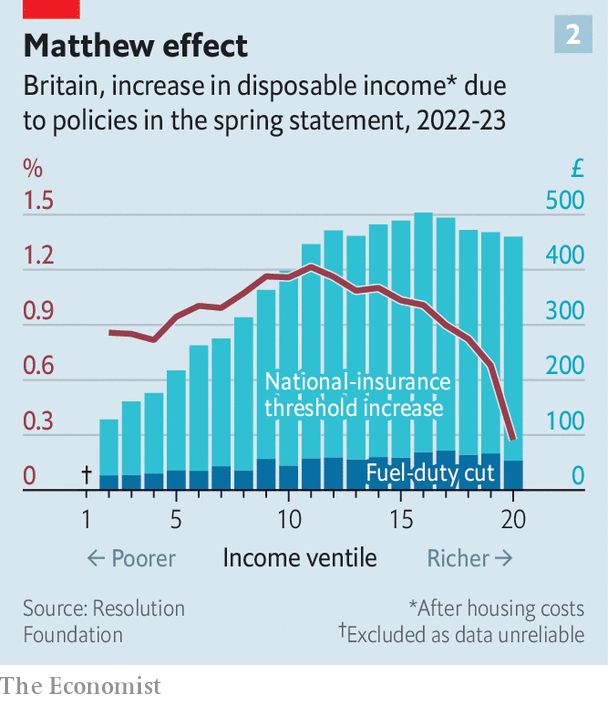 Matthew effect
2
Britain, increase in disposable income* due
to policies in the spring statement, 2022-23
% £
1.5 500
1.2 400
0.9 300
0.6 200
0.3 100
0 0
National-insurance
threshold increase
Fuel-duty cut
†
1 5 10 15 20
← Poorer Income ventile Richer →
Source: Resolution
Foundation
*After housing costs
†Excluded as data unreliable
The Economist